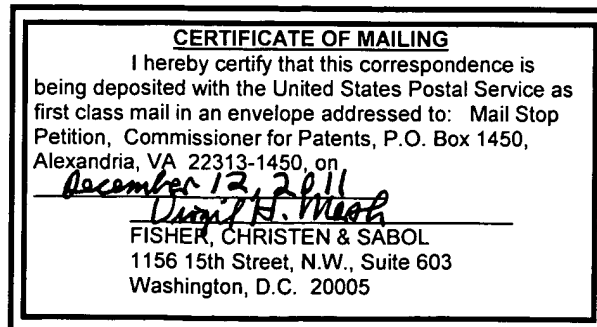 CERTIFICATE OF MAILING
I hereby certify that this correspondence is
being deposited with the United States Postal Service as
first class mail in an envelope addressed to: Mail Stop
Petition, Commissioner for Patents, P.O. Box 1450,
Alexandria, VA 22313-1450, on
December 12, 2011
Virgil H. Marsh
FISHER, CHRISTEN & SABOL
1156 15th Street, N.W., Suite 603
Washington, D.C. 20005